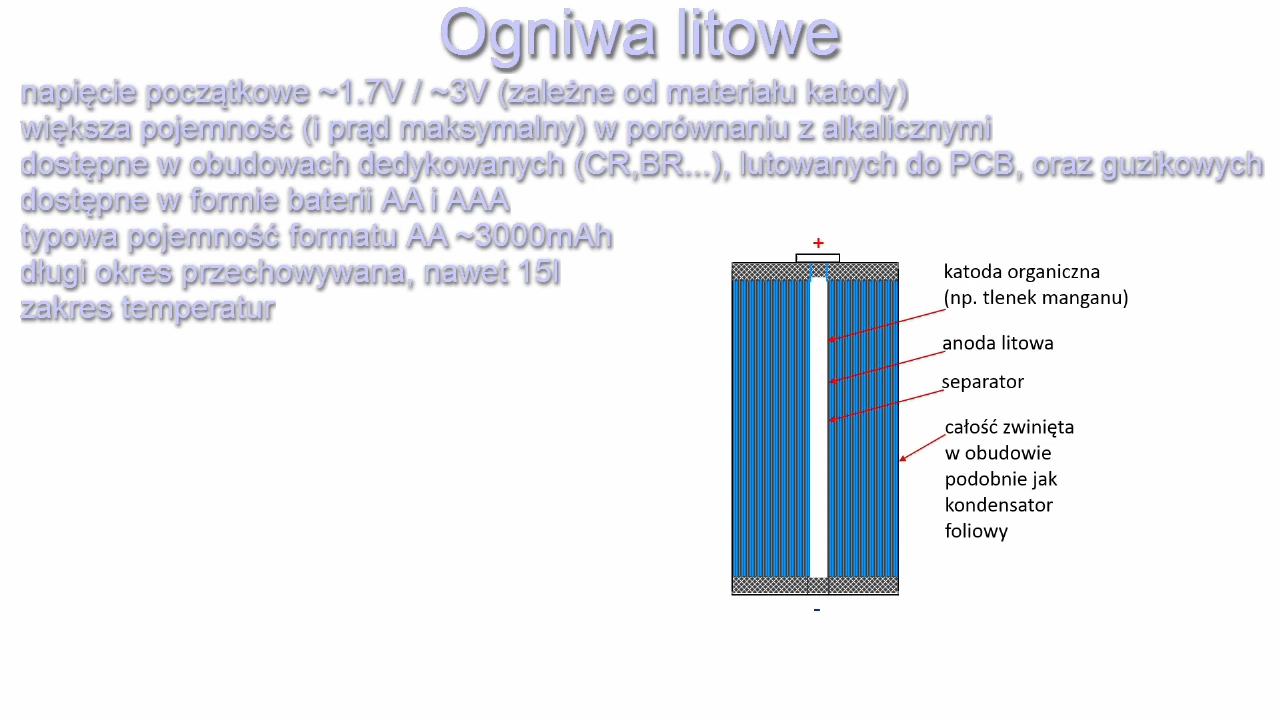 Ogniwa litowe
napięcie początkowe ~1.7V / ~3V (zależne od materiału katody)
większa pojemność (i prąd maksymalny) w porównaniu z alkalicznymi
dostępne w obudowach dedykowanych (CR,BR...), lutowanych do PCB, oraz guzikowych
dostępne w formie baterii AA i AAA
typowa pojemność formatu AA ~3000mAh
długi okres przechowywana, nawet 15l
zakres temperatur
+
katoda organiczna
(np. tlenek manganu)
anoda litowa
separator
całość zwinięta
w obudowie
podobnie jak
kondensator
foliowy
-